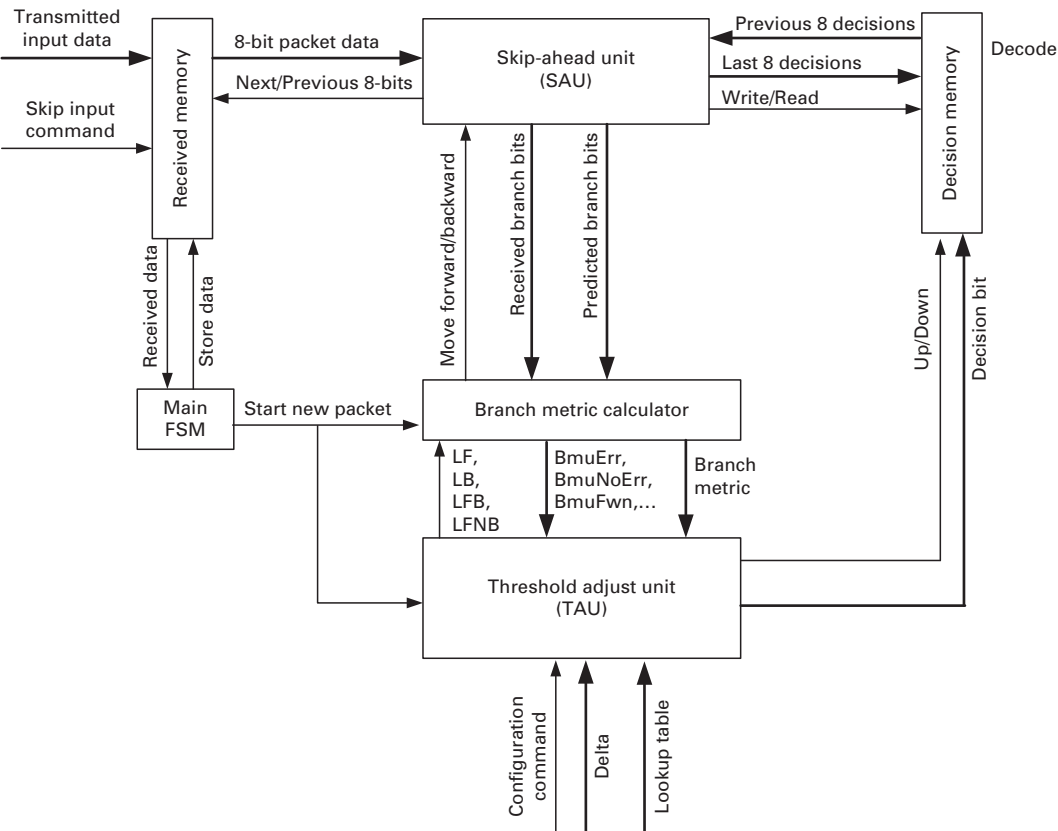 Transmitted
input data
Skip input
command
Received memory
8-bit packet data
Next/Previous 8-bits
Skip-ahead unit
(SAU)
Previous 8 decisions
Last 8 decisions
Write/Read
Decision memory
Decode
Received data
Store data
Move forward/backward
Received branch bits
Predicted branch bits
Up/Down
Decision bit
Main
FSM
Start new packet
Branch metric calculator
LF,
LB,
LFB,
LFNB
BmuErr,
BmuNoErr,
BmuFwn,...
Branch
metric
Threshold adjust unit
(TAU)
Configuration
command
Delta
Lookup table